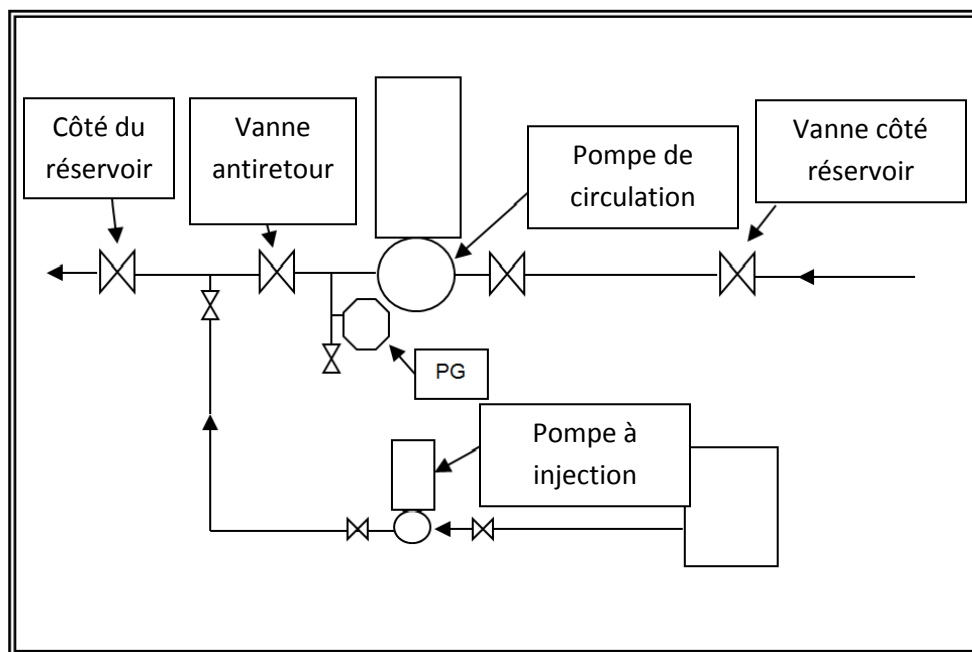 Côté du
réservoir
Vanne
antiretour
Pompe de
circulation
Vanne côté
réservoir
PG
Pompe à
injection